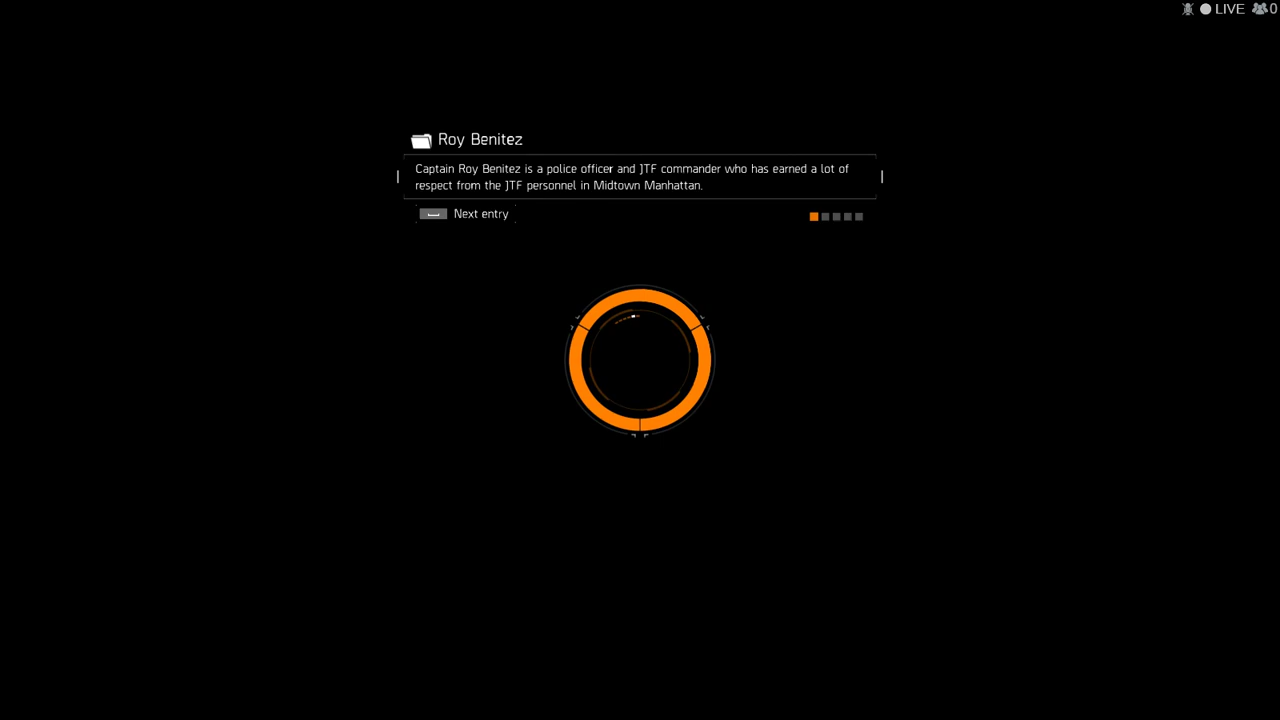 LIVE 0
Roy Benitez
Captain Roy Benitez is a police officer and JTF commander who has earned a lot of
respect from the JTF personnel in Midtown Manhattan.
Next entry